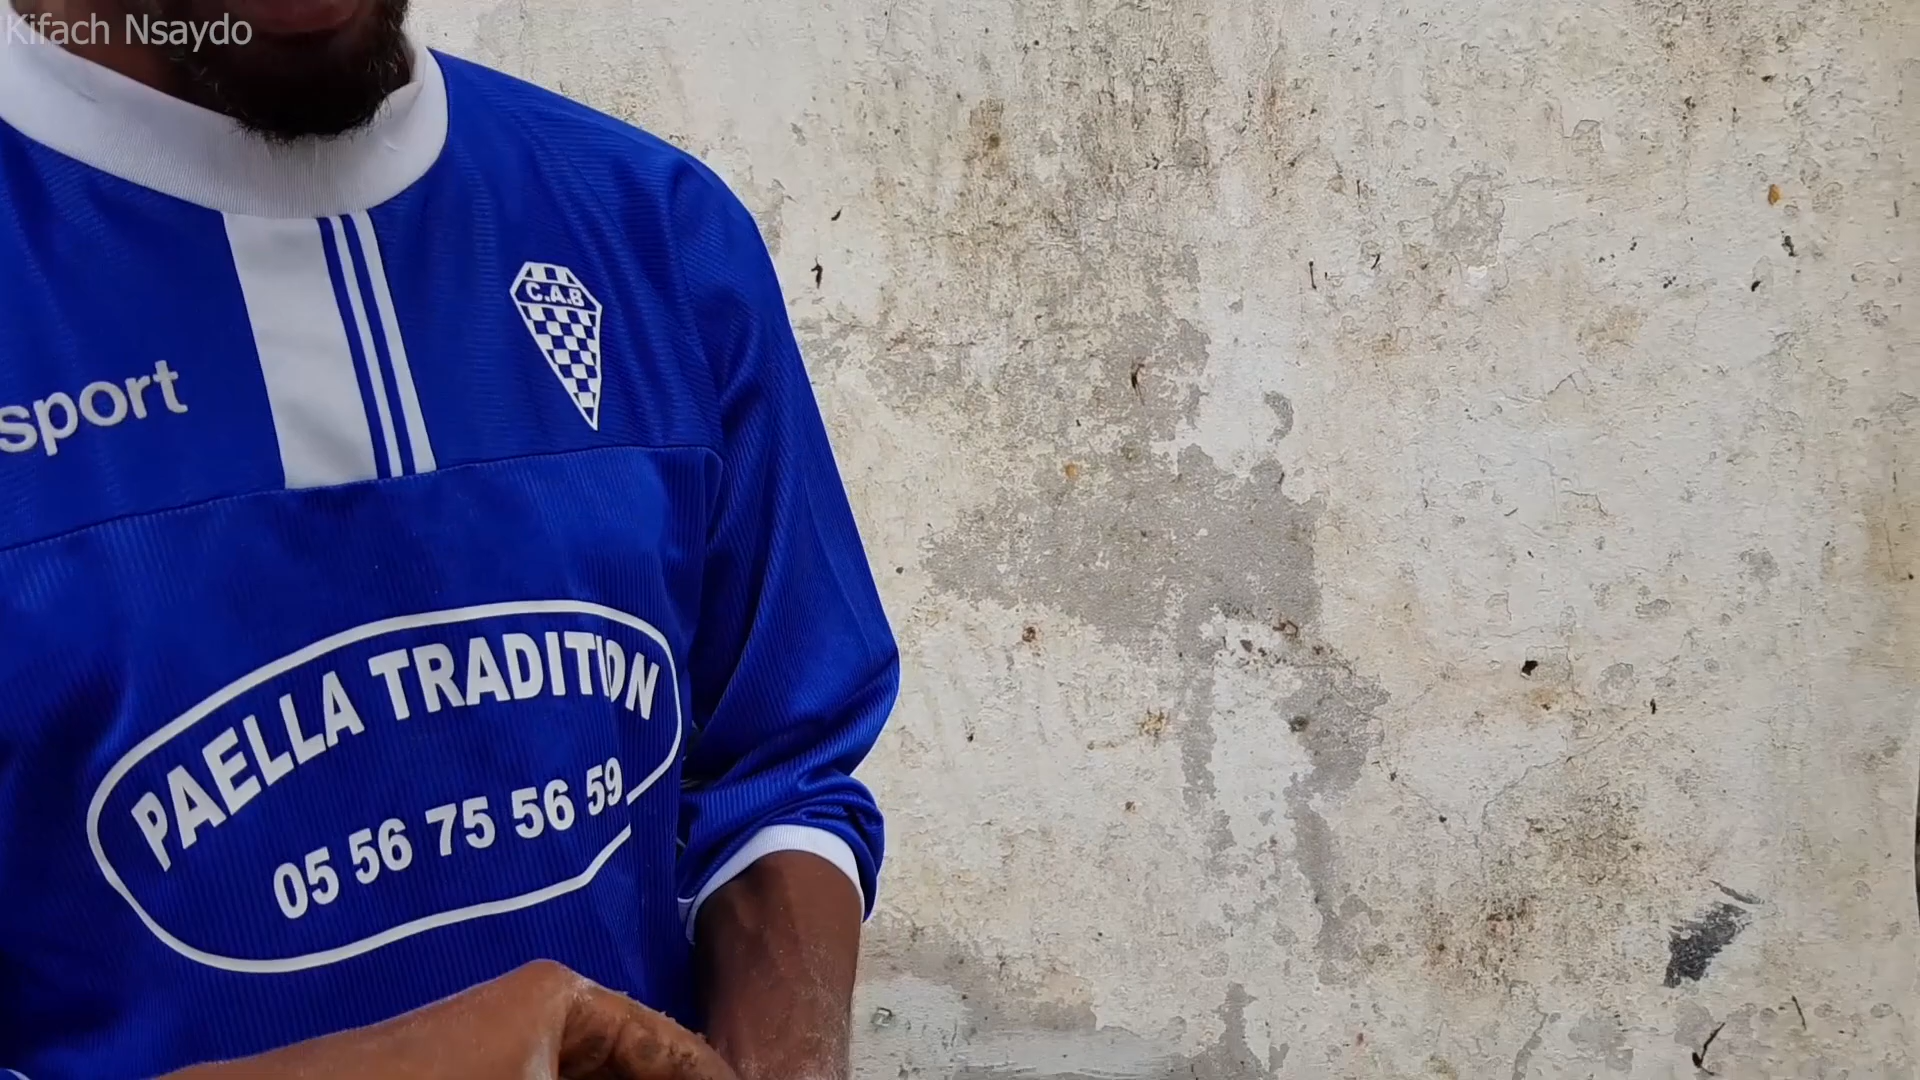 Kifach Nsaydo
C.A.B
sport
PAELLA TRADITION
05 56 75 56 59